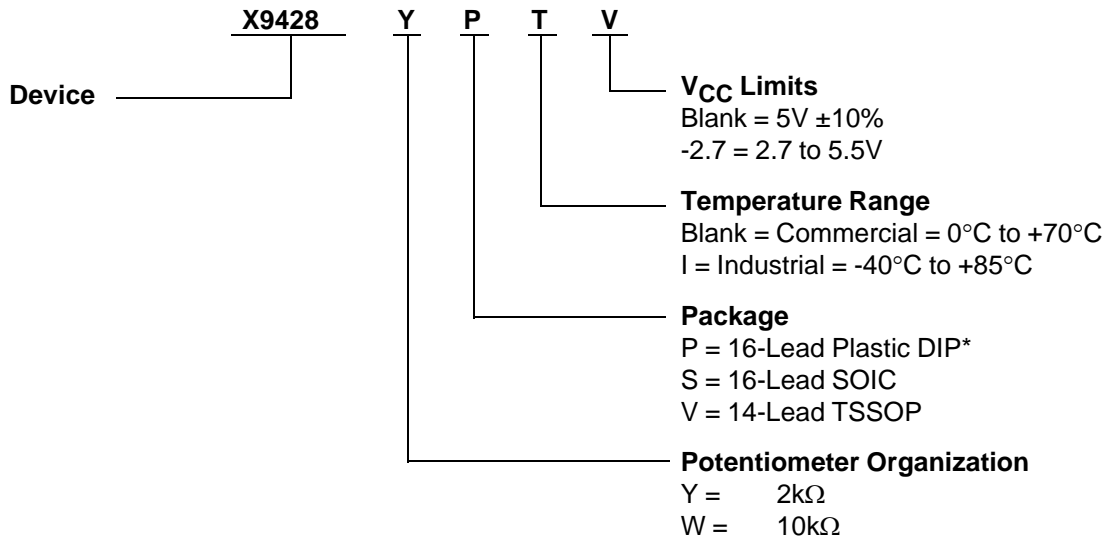 X9428 Y P T V
Device
VCC Limits
Blank = 5V ±10%
-2.7 = 2.7 to 5.5V
Temperature Range
Blank = Commercial = 0°C to +70°C
I = Industrial = -40°C to +85°C
Package
P = 16-Lead Plastic DIP*
S = 16-Lead SOIC
V = 14-Lead TSSOP
Potentiometer Organization
Y = 2kΩ
W = 10kΩ